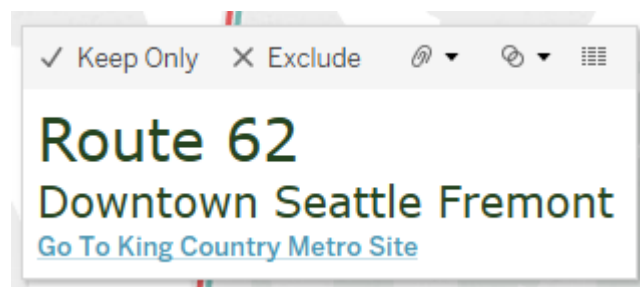 Keep Only Exclude
Route 62
Downtown Seattle Fremont
Go To King Country Metro Site